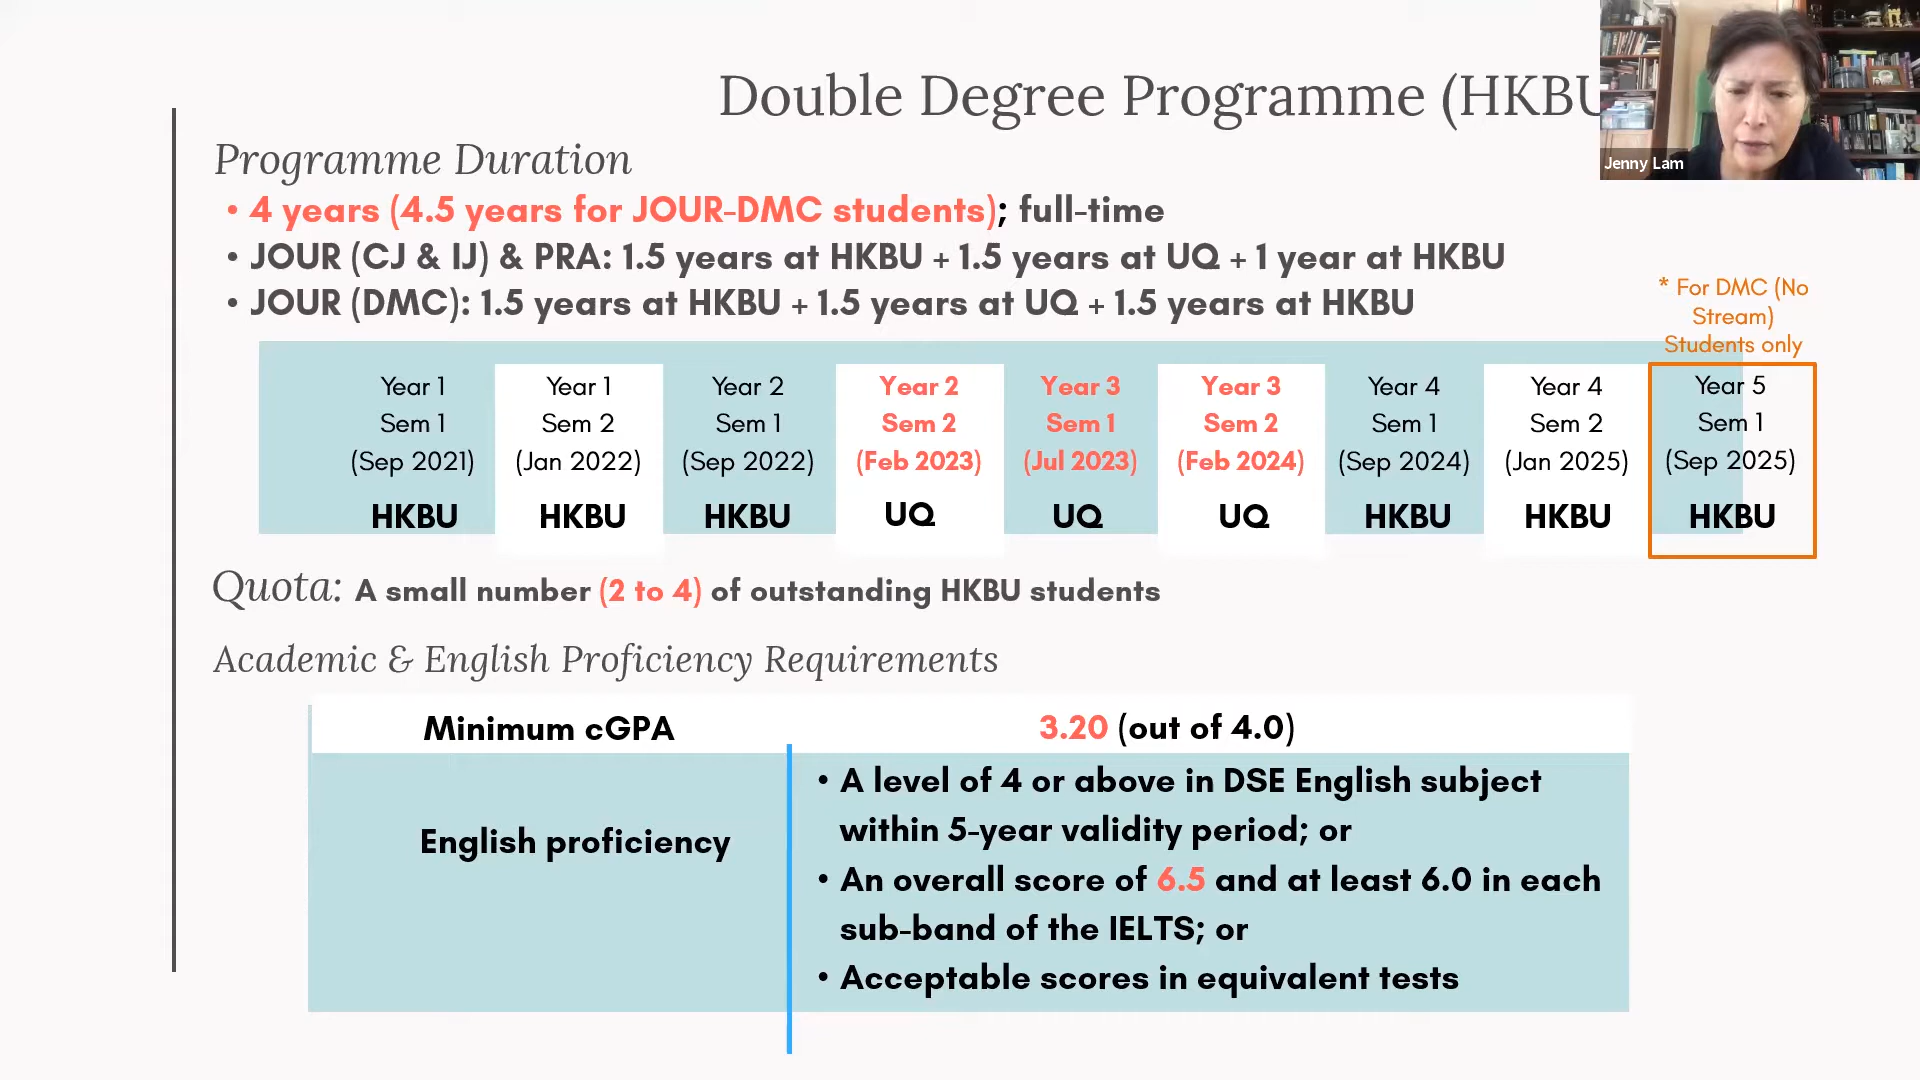 Double Degree Programme (HKBU
Jenny Lam
Programme Duration
• 4 years (4.5 years for JOUR-DMC students); full-time
• JOUR (CJ & IJ) & PRA: 1.5 years at HKBU + 1.5 years at UQ + 1 year at HKBU
• JOUR (DMC): 1.5 years at HKBU + 1.5 years at UQ + 1.5 years at HKBU
* For DMC (No
Stream)
Students only
Year 1 Year 1 Year 2 Year 2 Year 3 Year 3 Year 4 Year 4 Year 5
Sem 1 Sem 2 Sem 1 Sem 2 Sem 1 Sem 2 Sem 1 Sem 2 Sem 1
(Sep 2021) (Jan 2022) (Sep 2022) (Feb 2023) (Jul 2023) (Feb 2024) (Sep 2024) (Jan 2025) (Sep 2025)
HKBU HKBU HKBU UQ UQ UQ HKBU HKBU HKBU
Quota: A small number (2 to 4) of outstanding HKBU students
Academic & English Proficiency Requirements
Minimum cGPA 3.20 (out of 4.0)
English proficiency
• A level of 4 or above in DSE English subject
within 5-year validity period; or
• An overall score of 6.5 and at least 6.0 in each
sub-band of the IELTS; or
• Acceptable scores in equivalent tests